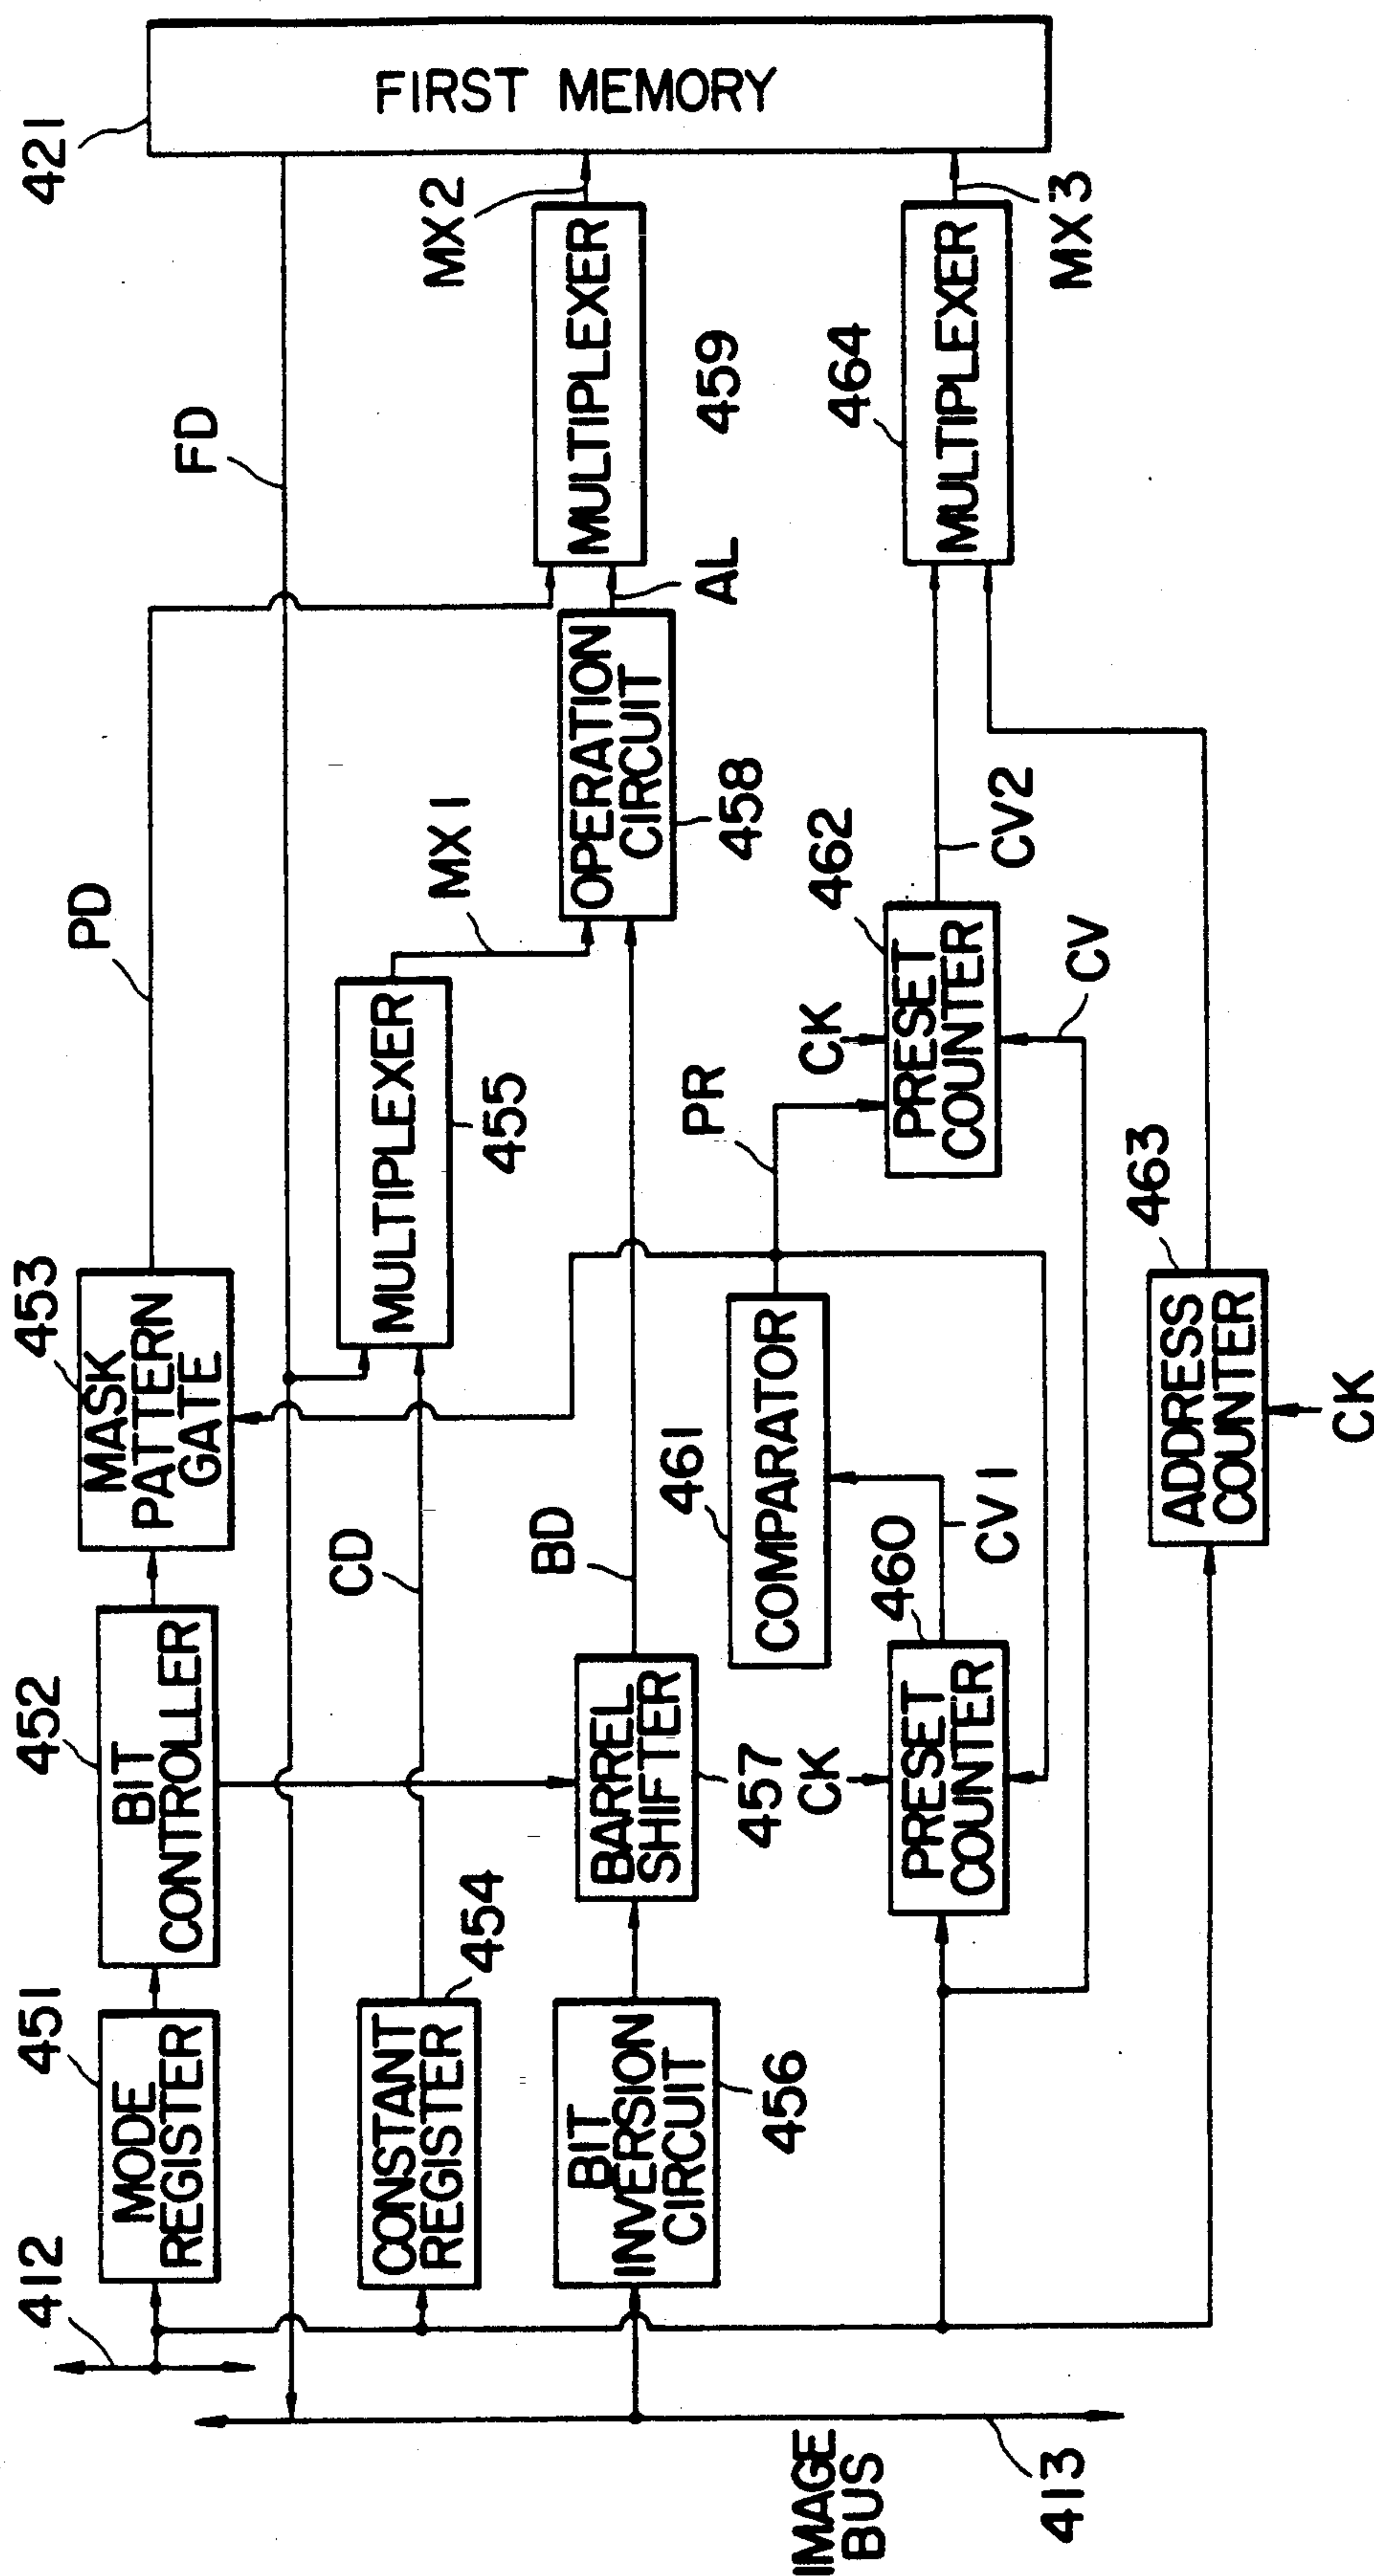 412
451
MODE
REGISTER
452
BIT
CONTROLLER
453
MASK
PATTERN
GATE
PD
FD
421
FIRST MEMORY
CONSTANT
REGISTER
454
CD
MULTIPLEXER
455
MX1
BIT
INVERSION
CIRCUIT
456
BARREL
SHIFTER
457
BD
OPERATION
CIRCUIT
458
AL
MULTIPLEXER
459
MX2
461
COMPARATOR
PR
CK
460
PRESET
COUNTER
CV1
CK
462
PRESET
COUNTER
CV
CV2
464
MULTIPLEXER
MX3
463
ADDRESS
COUNTER
CK
IMAGE
BUS
413